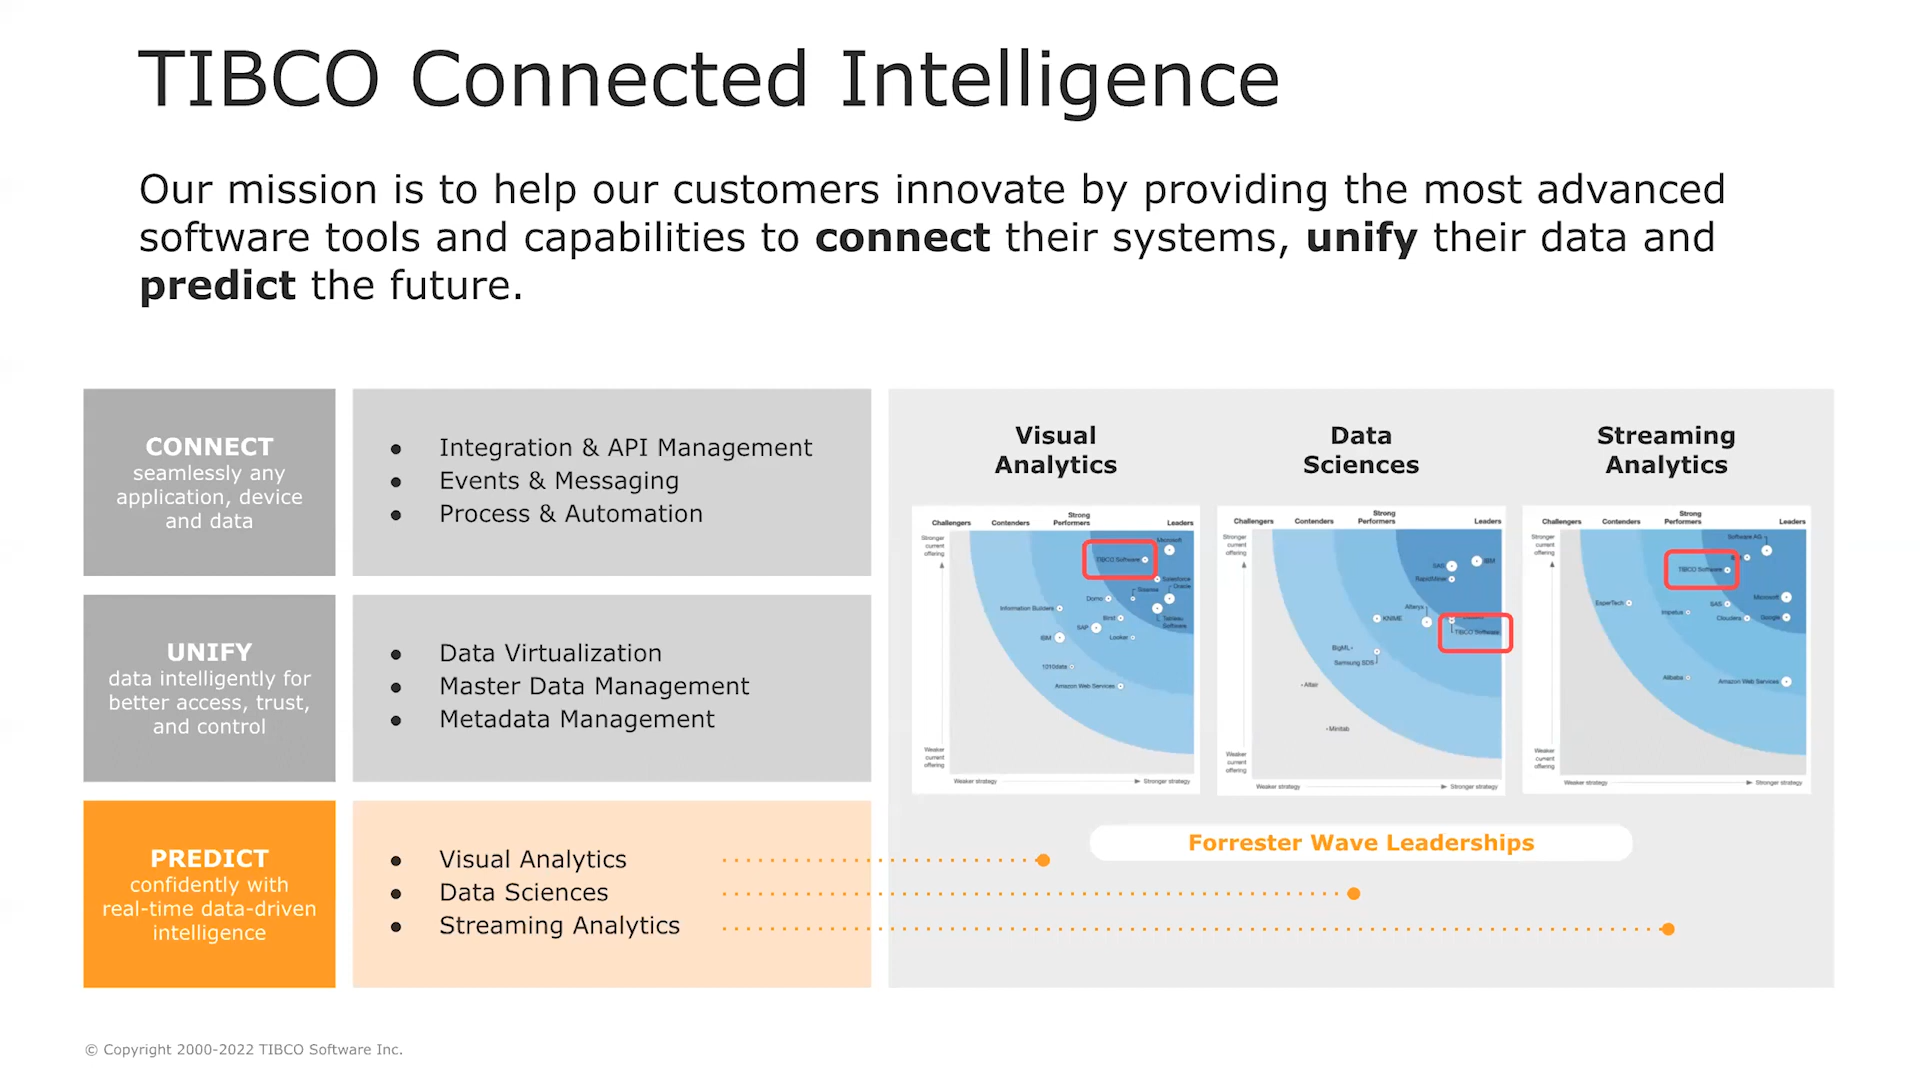 TIBCO Connected Intelligence
Our mission is to help our customers innovate by providing the most advanced
software tools and capabilities to connect their systems, unify their data and
predict the future.
CONNECT
seamlessly any
application, device
and data
● Integration & API Management
● Events & Messaging
● Process & Automation
UNIFY
data intelligently for
better access, trust,
and control
● Data Virtualization
● Master Data Management
● Metadata Management
PREDICT
confidently with
real-time data-driven
intelligence
● Visual Analytics
● Data Sciences
● Streaming Analytics
Visual
Analytics
Challengers Contenders Strong Performers Leaders
Stronger
current
offering
Microsoft
TIBCO Software
Salesforce
Oracle
Sisense
Domo
Information Builders
Birst
Tableau
Software
SAP
IBM
Looker
1010data
Amazon Web Services
Weaker
current
offering
Weaker strategy Stronger strategy
Data
Sciences
Challengers Contenders Strong Performers Leaders
Stronger
current
offering
SAS
IBM
RapidMiner
Alteryx
KNIME
TIBCO Software
BigML
Samsung SDS
Altair
Minitab
Weaker
current
offering
Weaker strategy Stronger strategy
Streaming
Analytics
Challengers Contenders Strong Performers Leaders
Stronger
current
offering
Software AG
TIBCO Software
Microsoft
EsperTech
SAS
Impetus
Cloudera
Google
Alibaba
Amazon Web Services
Weaker
current
offering
Weaker strategy Stronger strategy
Forrester Wave Leaderships
© Copyright 2000-2022 TIBCO Software Inc.